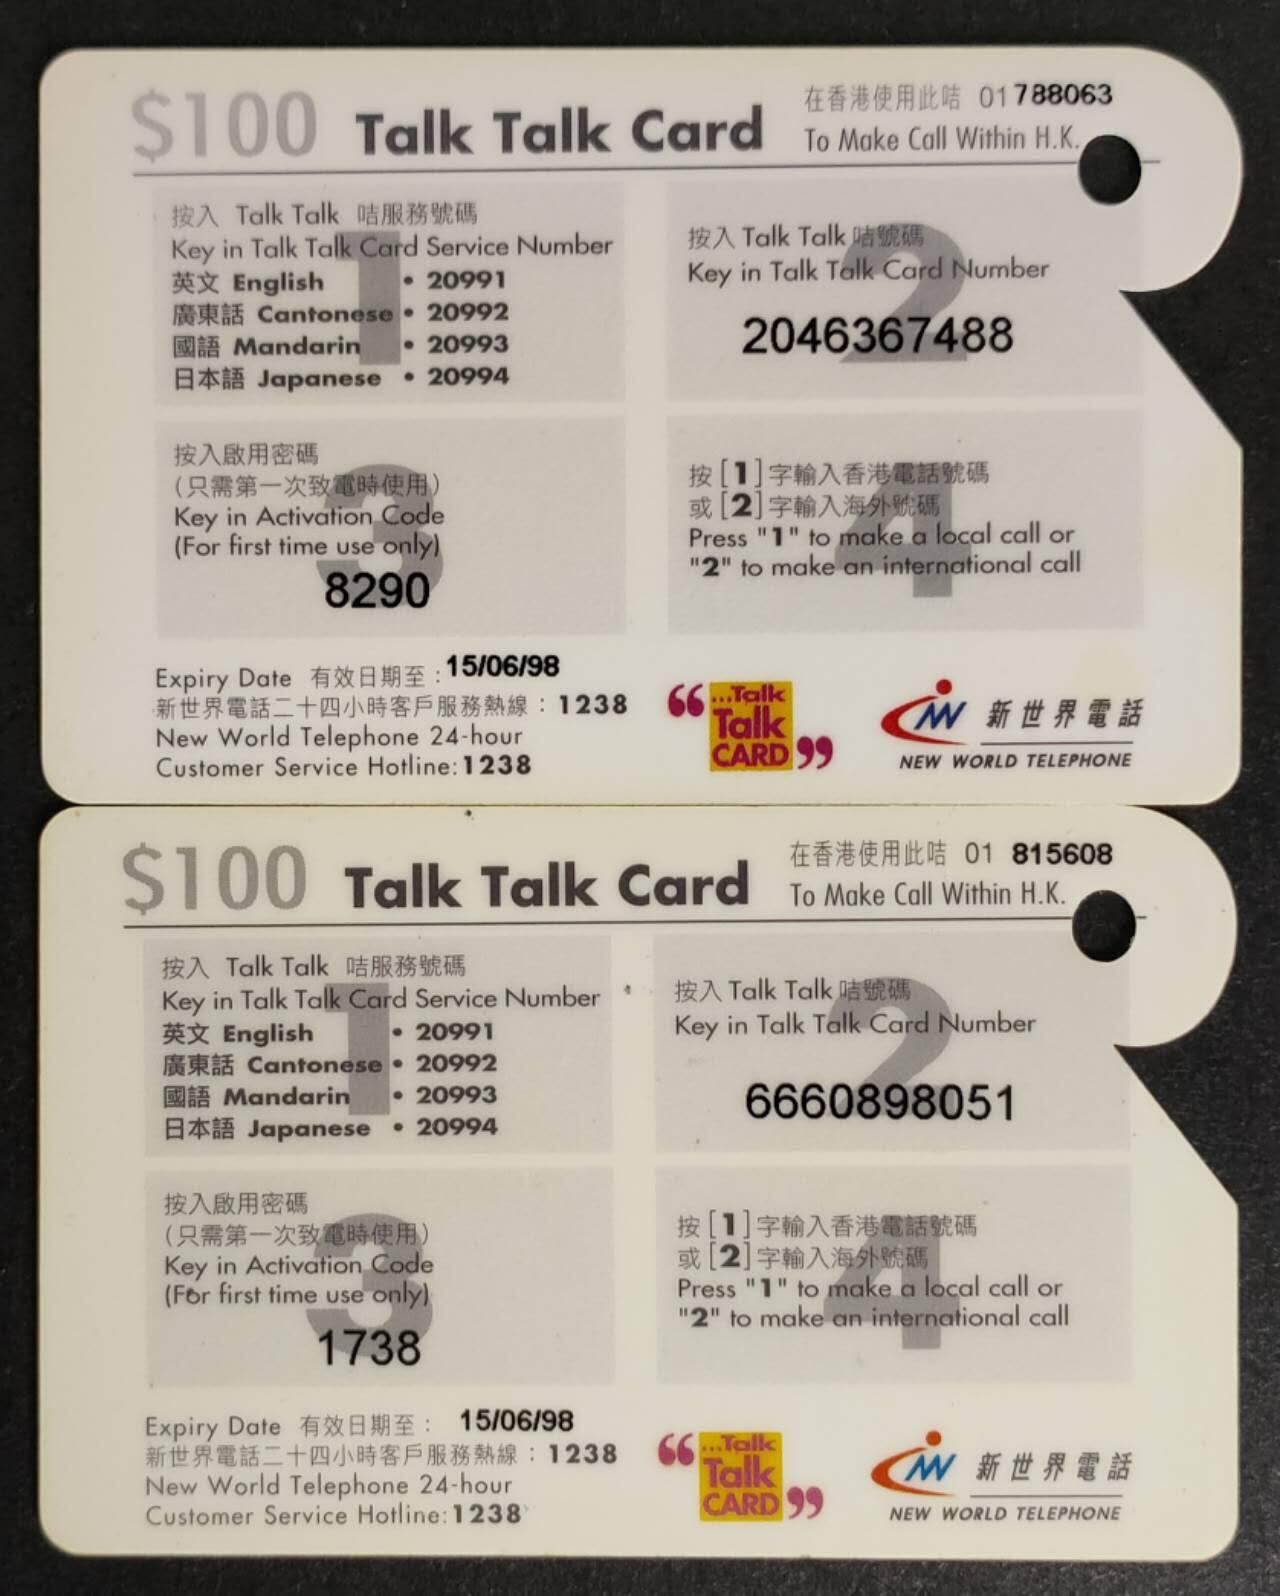 $100 Talk Talk Card
在香港使用此咭 01 788063
To Make Call Within H.K.
1
按入 Talk Talk 咭服務號碼
Key in Talk Talk Card Service Number
英文 English • 20991
廣東話 Cantonese • 20992
國語 Mandarin • 20993
日本語 Japanese • 20994
2
按入 Talk Talk 咭號碼
Key in Talk Talk Card Number
2046367488
3
按入啟用密碼
(只需第一次致電時使用)
Key in Activation Code
(For first time use only)
8290
4
按 [1] 字輸入香港電話號碼
或 [2] 字輸入海外號碼
Press "1" to make a local call or
"2" to make an international call
Expiry Date 有效日期至 : 15/06/98
新世界電話二十四小時客戶服務熱線 : 1238
New World Telephone 24-hour
Customer Service Hotline:1238
“...Talk
Talk
CARD”
新世界電話
NEW WORLD TELEPHONE
$100 Talk Talk Card
在香港使用此咭 01 815608
To Make Call Within H.K.
1
按入 Talk Talk 咭服務號碼
Key in Talk Talk Card Service Number
英文 English • 20991
廣東話 Cantonese • 20992
國語 Mandarin • 20993
日本語 Japanese • 20994
2
按入 Talk Talk 咭號碼
Key in Talk Talk Card Number
6660898051
3
按入啟用密碼
(只需第一次致電時使用)
Key in Activation Code
(For first time use only)
1738
4
按 [1] 字輸入香港電話號碼
或 [2] 字輸入海外號碼
Press "1" to make a local call or
"2" to make an international call
Expiry Date 有效日期至 : 15/06/98
新世界電話二十四小時客戶服務熱線 : 1238
New World Telephone 24-hour
Customer Service Hotline:1238
“...Talk
Talk
CARD”
新世界電話
NEW WORLD TELEPHONE